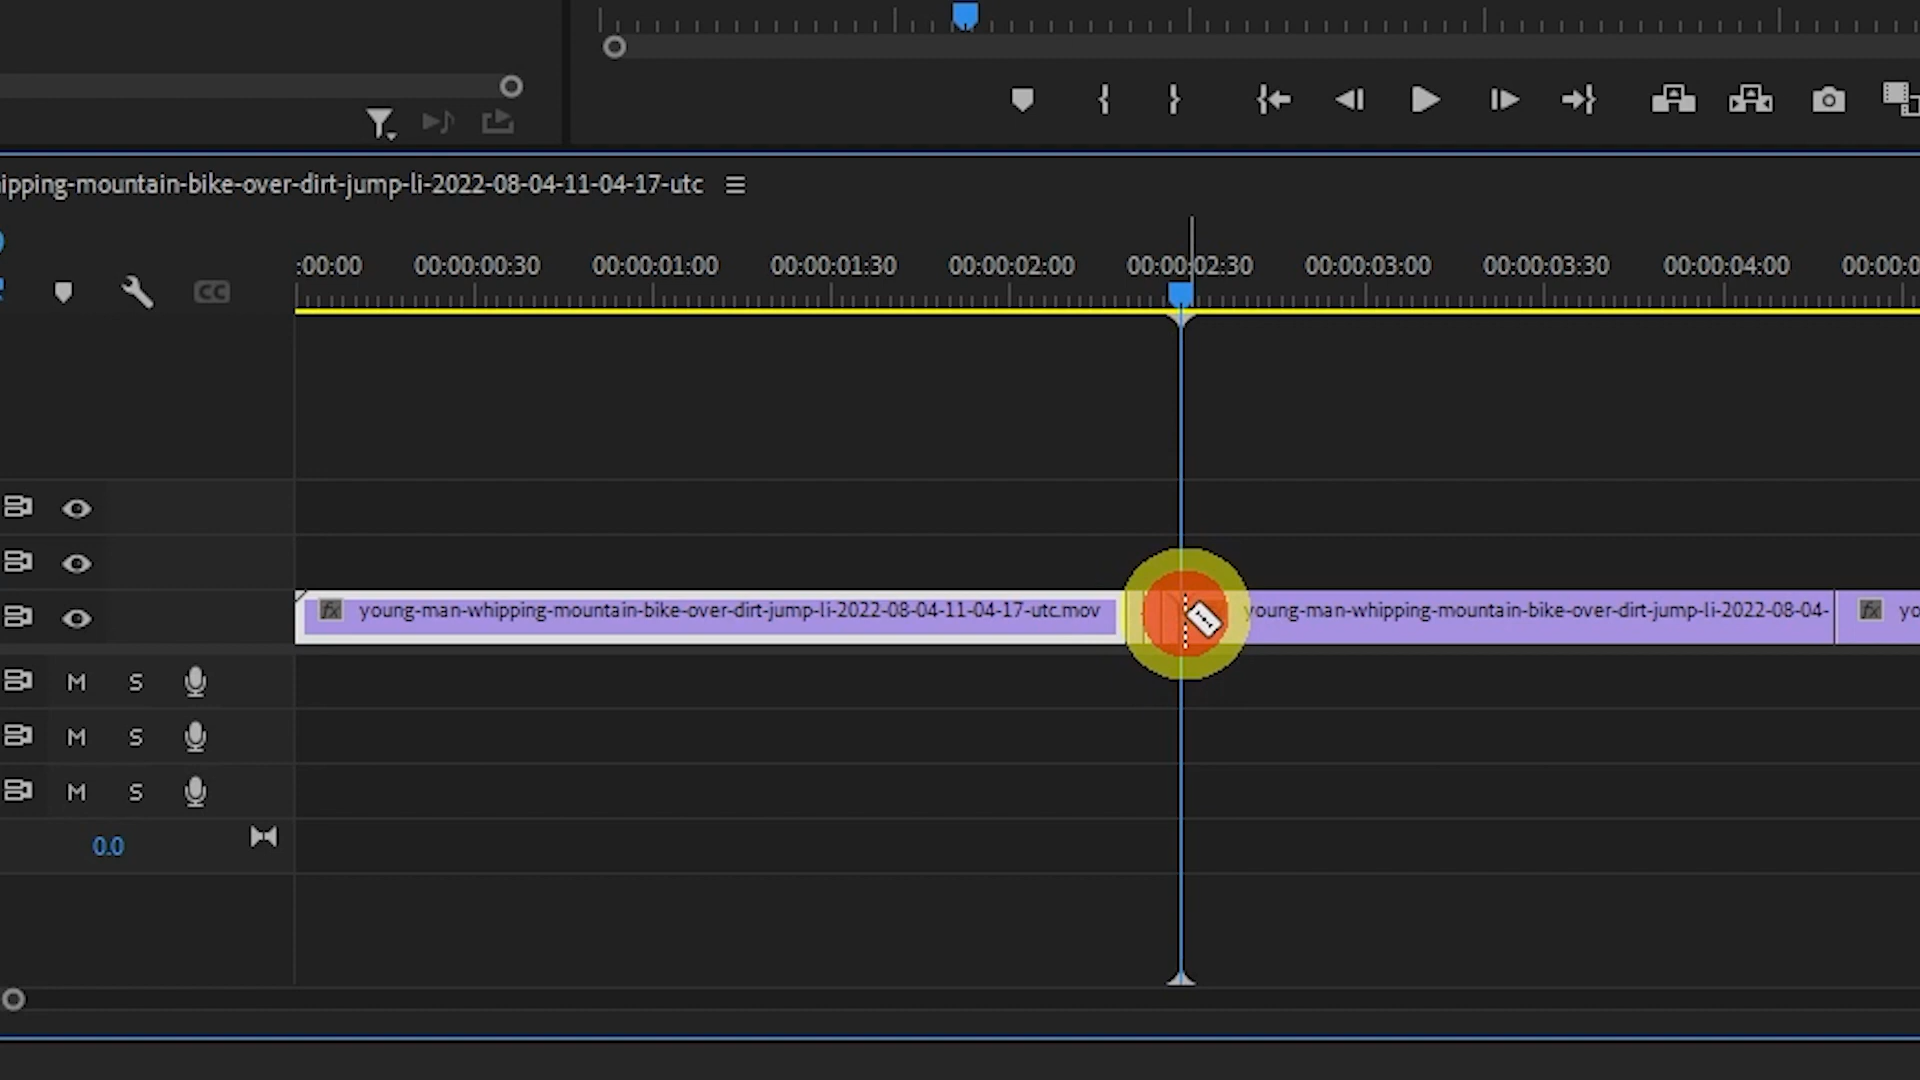 ipping-mountain-bike-over-dirt-jump-li-2022-08-04-11-04-17-utc
:00:00 00:00:00:30 00:00:01:00 00:00:01:30 00:00:02:00 00:00:02:30 00:00:03:00 00:00:03:30 00:00:04:00 00:00:0
CC
fx young-man-whipping-mountain-bike-over-dirt-jump-li-2022-08-04-11-04-17-utc.mov young-man-whipping-mountain-bike-over-dirt-jump-li-2022-08-04- fx yo
M S
M S
M S
0.0